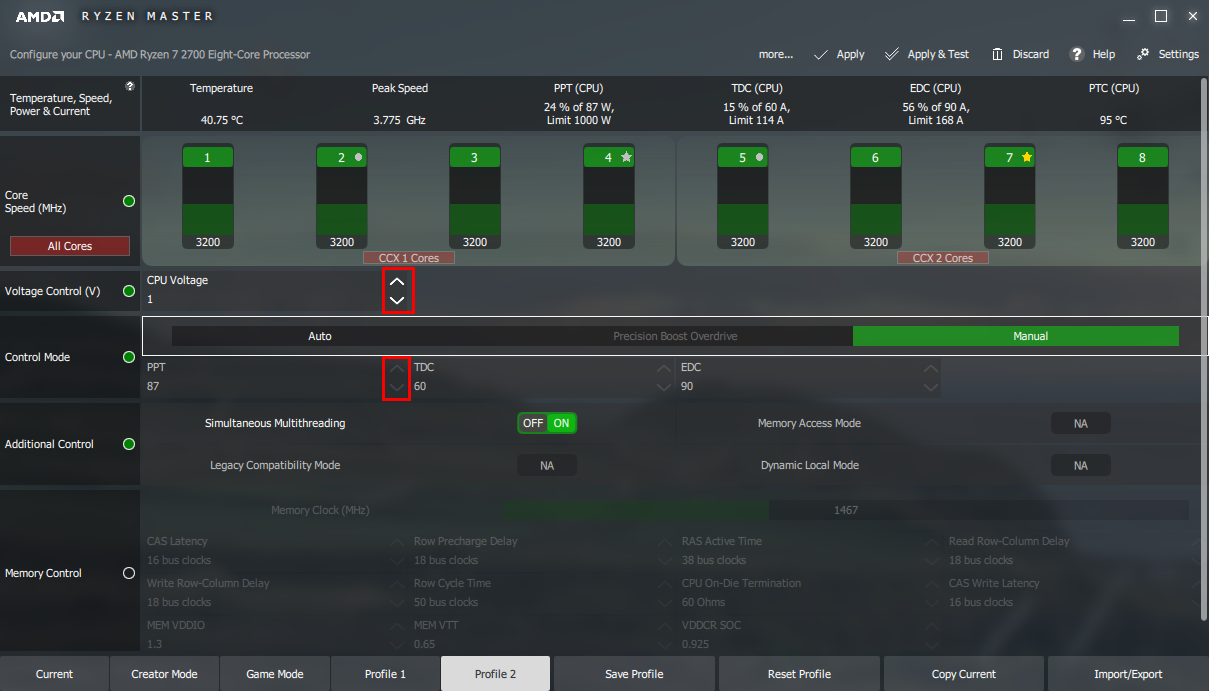 AMD RYZEN MASTER
Configure your CPU - AMD Ryzen 7 2700 Eight-Core Processor
more... Apply Apply & Test Discard ? Help Settings
Temperature, Speed,
Power & Current
?
Temperature Peak Speed PPT (CPU) TDC (CPU) EDC (CPU) PTC (CPU)
24 % of 87 W, 15 % of 60 A, 56 % of 90 A,
40.75 °C 3.775 GHz Limit 1000 W Limit 114 A Limit 168 A 95 °C
1 2 3 4 5 6 7 8
Core
Speed (MHz)
All Cores
3200 3200 3200 3200 3200 3200 3200 3200
CCX 1 Cores CCX 2 Cores
Voltage Control (V)
CPU Voltage
1
Control Mode
Auto Precision Boost Overdrive Manual
PPT TDC EDC
87 60 90
Additional Control
Simultaneous Multithreading OFF ON Memory Access Mode NA
Legacy Compatibility Mode NA Dynamic Local Mode NA
Memory Control
Memory Clock (MHz) 1467
CAS Latency Row Precharge Delay RAS Active Time Read Row-Column Delay
16 bus clocks 18 bus clocks 38 bus clocks 18 bus clocks
Write Row-Column Delay Row Cycle Time CPU On-Die Termination CAS Write Latency
18 bus clocks 50 bus clocks 60 Ohms 16 bus clocks
MEM VDDIO MEM VTT VDDCR SOC
1.3 0.65 0.925
Current Creator Mode Game Mode Profile 1 Profile 2 Save Profile Reset Profile Copy Current Import/Export